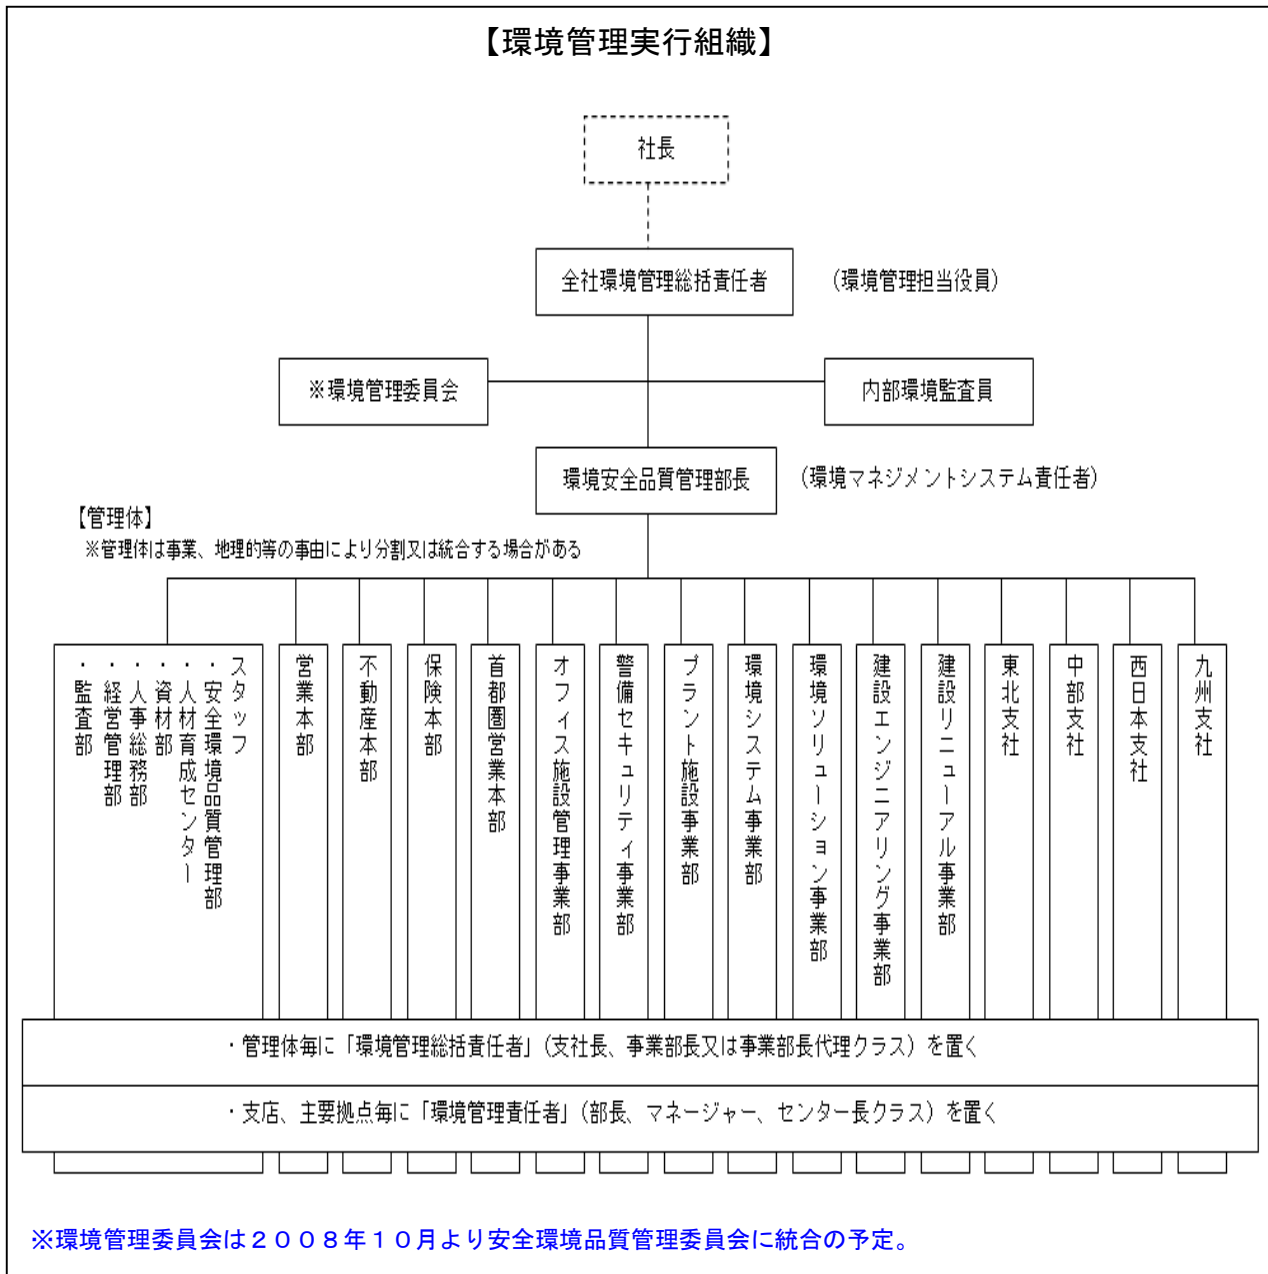 【環境管理実行組織】
社長
全社環境管理総括責任者
(環境管理担当役員)
※環境管理委員会
内部環境監査員
環境安全品質管理部長
(環境マネジメントシステム責任者)
【管理体】
※管理体は事業、地理的等の事由により分割又は統合する場合がある
スタッフ
・安全環境品質管理部
・人材育成センター
・資材部
・人事総務部
・経営管理部
・監査部
営業本部
不動産本部
保険本部
首都圏営業本部
オフィス施設管理事業部
警備セキュリティ事業部
プラント施設事業部
環境システム事業部
環境ソリューション事業部
建設エンジニアリング事業部
建設リニューアル事業部
東北支社
中部支社
西日本支社
九州支社
・管理体毎に「環境管理総括責任者」(支社長、事業部長又は事業部長代理クラス)を置く
・支店、主要拠点毎に「環境管理責任者」(部長、マネージャー、センター長クラス)を置く
※環境管理委員会は2008年10月より安全環境品質管理委員会に統合の予定。